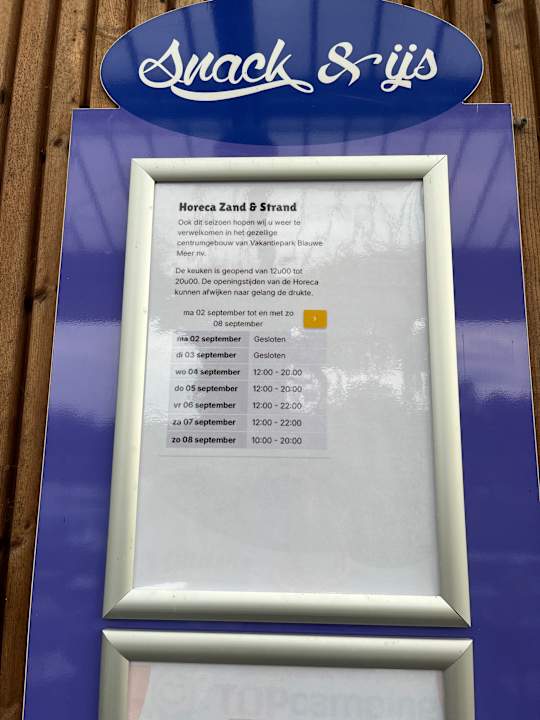 Snack & ijs
Horeca Zand & Strand
Ook dit seizoen hopen wij u weer te
verwelkomen in het gezellige
centrumgebouw van Vakantiepark Blauwe
Meer nv.
De keuken is geopend van 12u00 tot
20u00. De openingstijden van de Horeca
kunnen afwijken naar gelang de drukte.
ma 02 september tot en met zo
08 september
ma 02 september Gesloten
di 03 september Gesloten
wo 04 september 12:00 - 20:00
do 05 september 12:00 - 20:00
vr 06 september 12:00 - 22:00
za 07 september 12:00 - 22:00
zo 08 september 10:00 - 20:00
TOPcamping